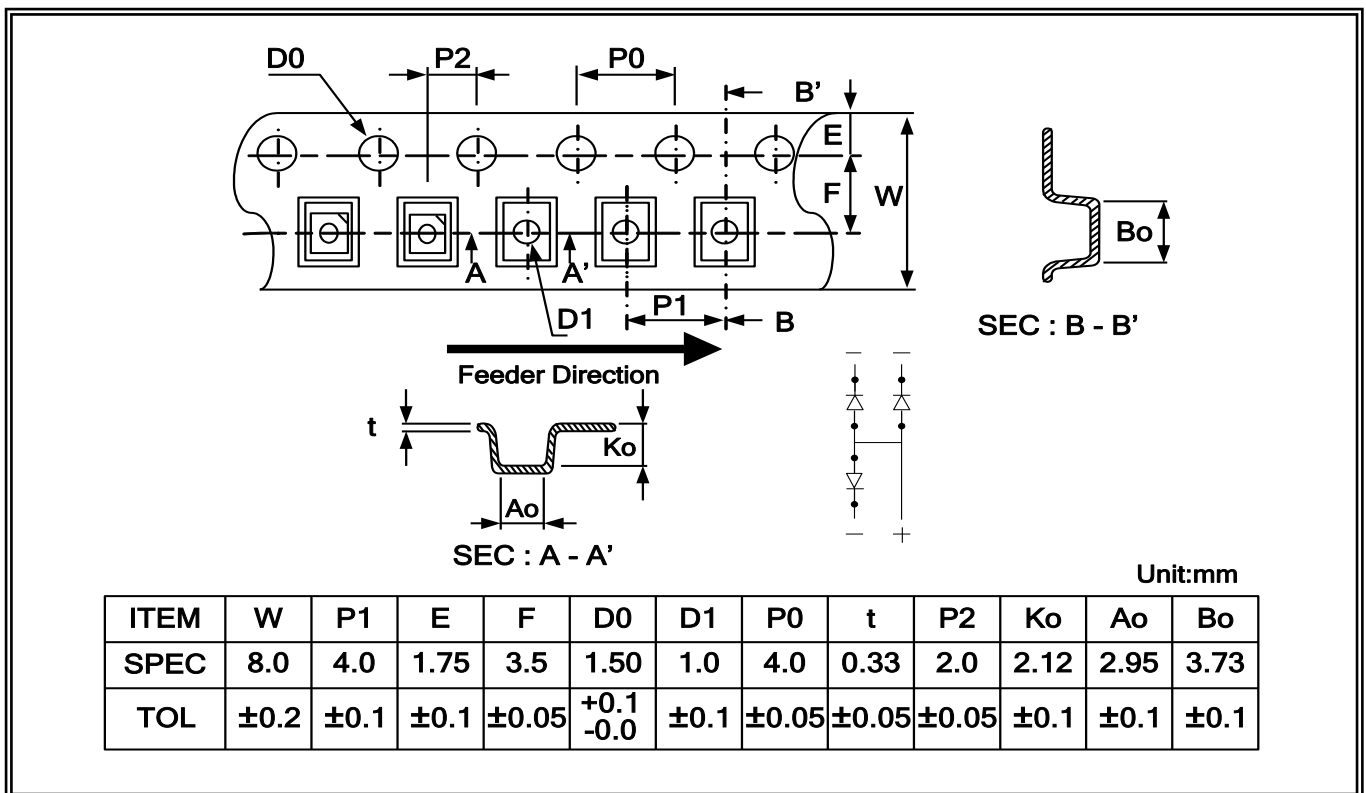 D0 P2 P0 B’
E
F W
Bo
A A’
P1
D1 B
SEC : B - B’
Feeder Direction
t
Ko
Ao
SEC : A - A’
Unit:mm
ITEM W P1 E F D0 D1 P0 t P2 Ko Ao Bo
SPEC 8.0 4.0 1.75 3.5 1.50 1.0 4.0 0.33 2.0 2.12 2.95 3.73
TOL ±0.2 ±0.1 ±0.1 ±0.05 +0.1 -0.0 ±0.1 ±0.05 ±0.05 ±0.05 ±0.1 ±0.1 ±0.1